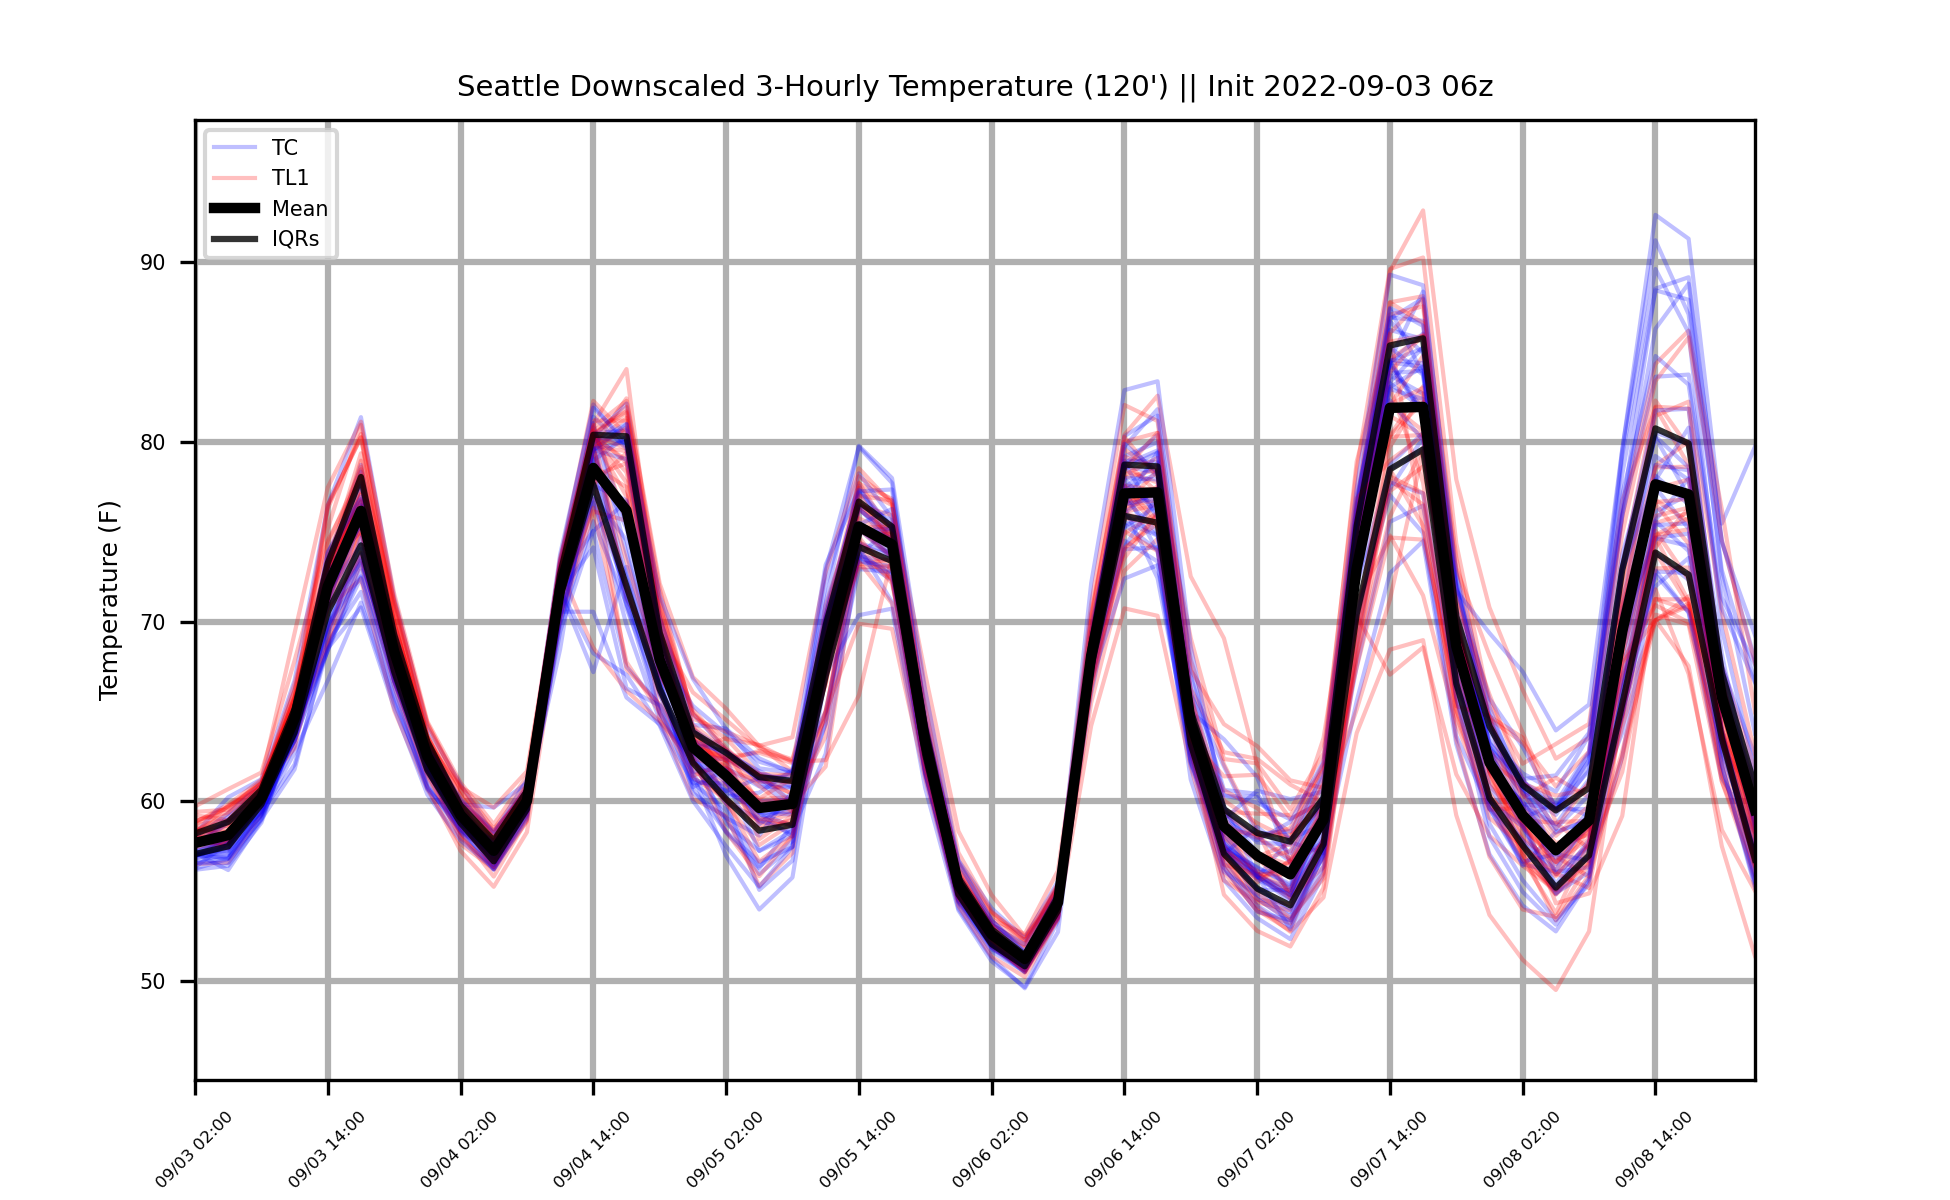 Seattle Downscaled 3-Hourly Temperature (120') || Init 2022-09-03 06z
TC
TL1
Mean
IQRs
Temperature (F)
90
80
70
60
50
09/03 02:00
09/03 14:00
09/04 02:00
09/04 14:00
09/05 02:00
09/05 14:00
09/06 02:00
09/06 14:00
09/07 02:00
09/07 14:00
09/08 02:00
09/08 14:00